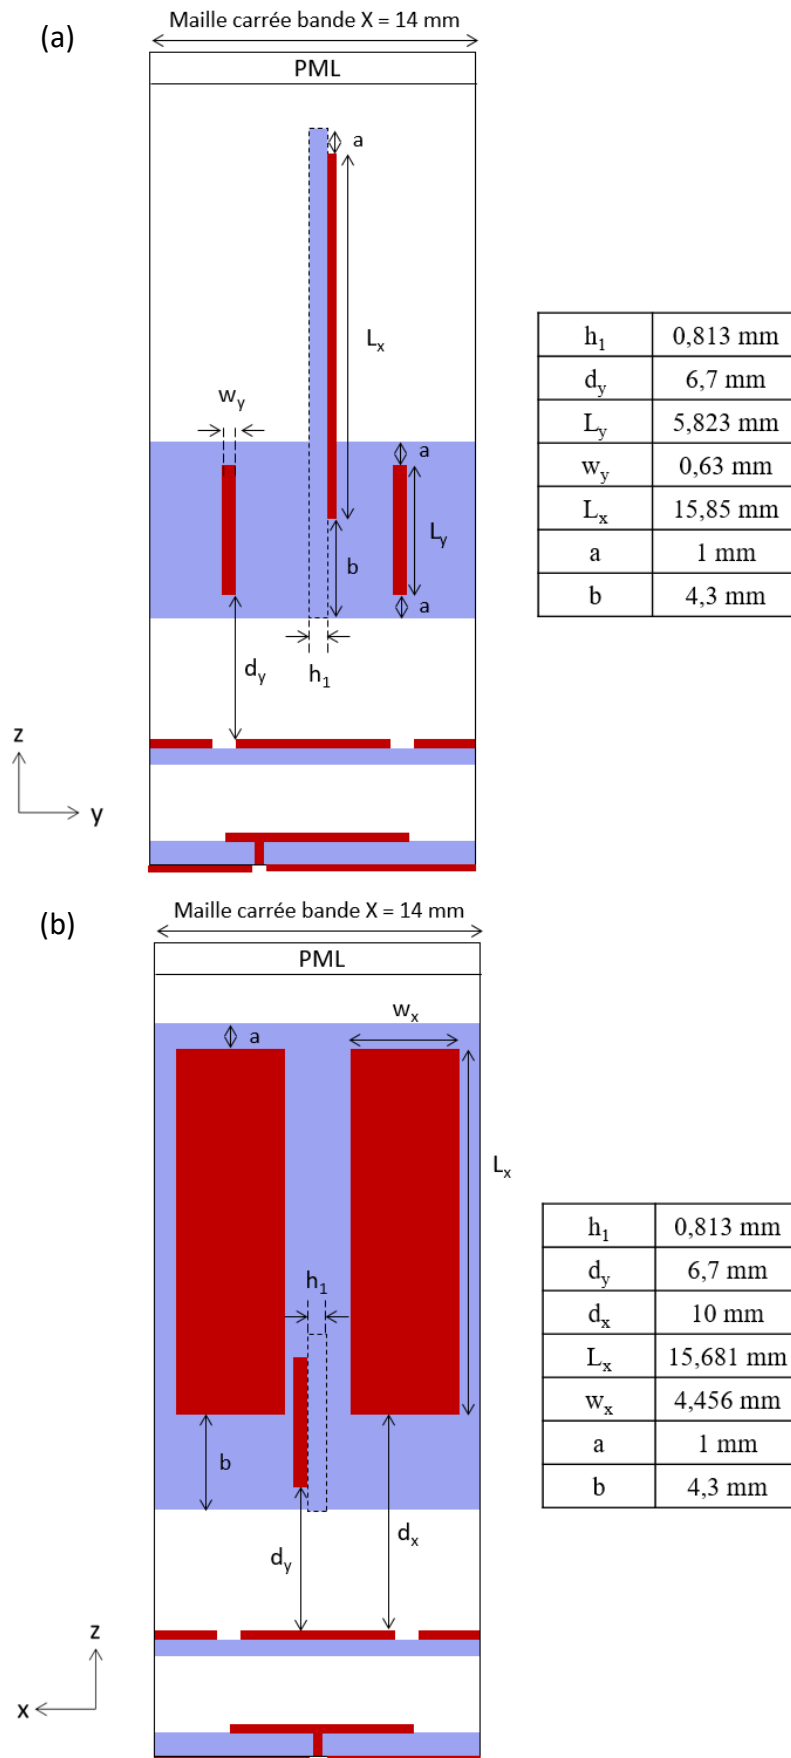 (a)
Maille carrée bande X = 14 mm
PML
a
Lx
wy
a
Ly
b
a
h1
dy
z
y
h1 0,813 mm
dy 6,7 mm
Ly 5,823 mm
wy 0,63 mm
Lx 15,85 mm
a 1 mm
b 4,3 mm
(b)
Maille carrée bande X = 14 mm
PML
wx
a
Lx
h1
b
dx
dy
z
x
h1 0,813 mm
dy 6,7 mm
dx 10 mm
Lx 15,681 mm
wx 4,456 mm
a 1 mm
b 4,3 mm